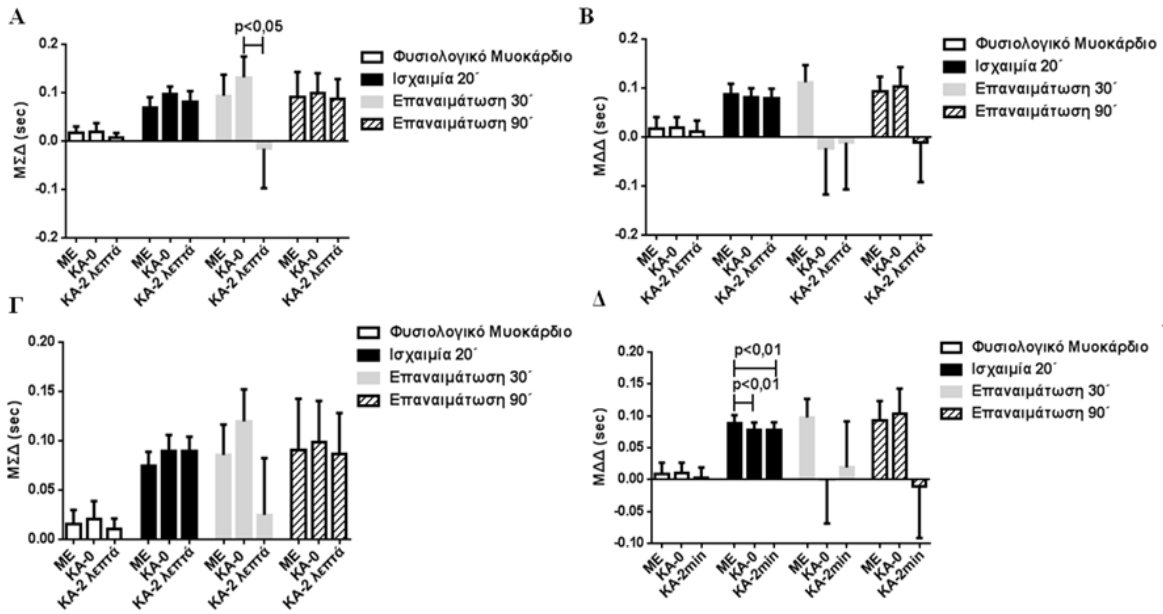 Α
p<0,05
ΜΣΔ (sec)
0.2
0.1
0.0
-0.1
-0.2
ΜΕ
ΚΑ-0
ΚΑ-2 λεπτά
ΜΕ
ΚΑ-0
ΚΑ-2 λεπτά
ΜΕ
ΚΑ-0
ΚΑ-2 λεπτά
ΜΕ
ΚΑ-0
ΚΑ-2 λεπτά
Φυσιολογικό Μυοκάρδιο
Ισχαιμία 20´
Επαναιμάτωση 30´
Επαναιμάτωση 90´
Β
ΜΔΔ (sec)
0.2
0.1
0.0
-0.1
-0.2
ΜΕ
ΚΑ-0
ΚΑ-2 λεπτά
ΜΕ
ΚΑ-0
ΚΑ-2 λεπτά
ΜΕ
ΚΑ-0
ΚΑ-2 λεπτά
ΜΕ
ΚΑ-0
ΚΑ-2 λεπτά
Φυσιολογικό Μυοκάρδιο
Ισχαιμία 20´
Επαναιμάτωση 30´
Επαναιμάτωση 90´
Γ
ΜΣΔ (sec)
0.20
0.15
0.10
0.05
0.00
ΜΕ
ΚΑ-0
ΚΑ-2 λεπτά
ΜΕ
ΚΑ-0
ΚΑ-2 λεπτά
ΜΕ
ΚΑ-0
ΚΑ-2 λεπτά
ΜΕ
ΚΑ-0
ΚΑ-2 λεπτά
Φυσιολογικό Μυοκάρδιο
Ισχαιμία 20´
Επαναιμάτωση 30´
Επαναιμάτωση 90´
Δ
p<0,01
p<0,01
ΜΔΔ (sec)
0.20
0.15
0.10
0.05
0.00
-0.05
-0.10
ΜΕ
ΚΑ-0
ΚΑ-2min
ΜΕ
ΚΑ-0
ΚΑ-2min
ΜΕ
ΚΑ-0
ΚΑ-2min
ΜΕ
ΚΑ-0
ΚΑ-2min
Φυσιολογικό Μυοκάρδιο
Ισχαιμία 20´
Επαναιμάτωση 30´
Επαναιμάτωση 90´